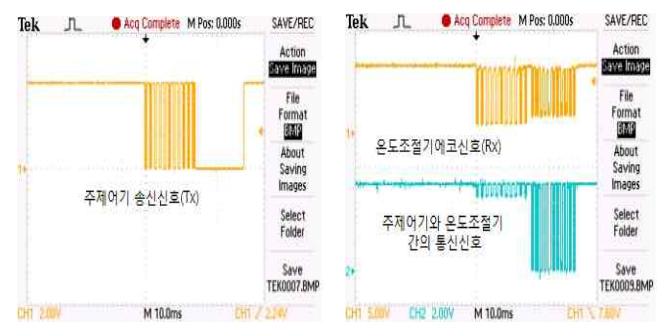 Tek
Acq Complete
M Pos: 0.000s
SAVE/REC
Action
Save Image
File
Format
BMP
About
Saving
Images
Select
Folder
Save
TEK0007.BMP
1
주제어기 송신신호(Tx)
CH1 2.00V
M 10.0ms
CH1 / 2.24V
Tek
Acq Complete
M Pos: 0.000s
SAVE/REC
Action
Save Image
File
Format
BMP
About
Saving
Images
Select
Folder
Save
TEK0009.BMP
1
온도조절기에코신호(Rx)
주제어기와 온도조절기
간의 통신신호
2
CH1 5.00V
CH2 2.00V
M 10.0ms
CH1 \ 7.60V